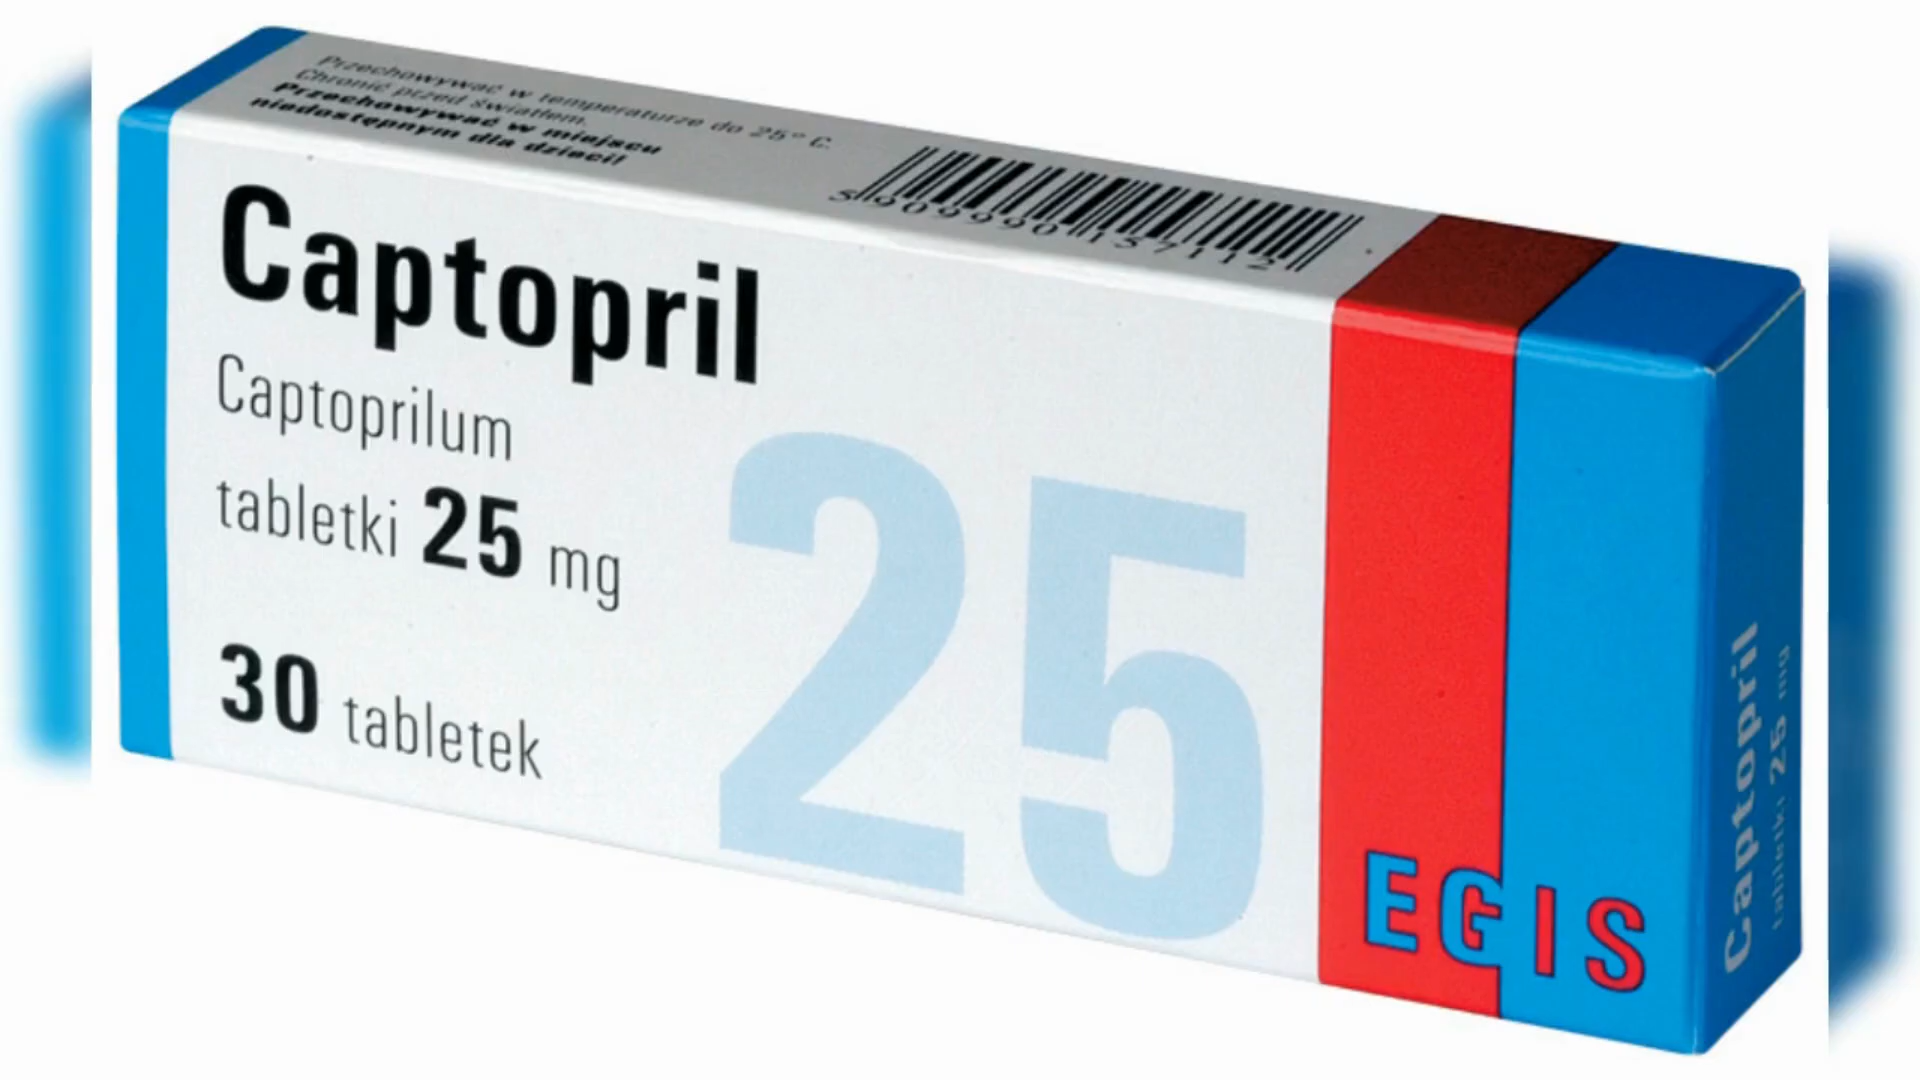 Przechowywać w temperaturze do 25° C.
Chronić przed światłem.
Przechowywać w miejscu
niedostępnym dla dzieci!
5909990157112
Captopril
Captoprilum
tabletki 25 mg
30 tabletek
25
EGIS
Captopril
tabletki 25 mg